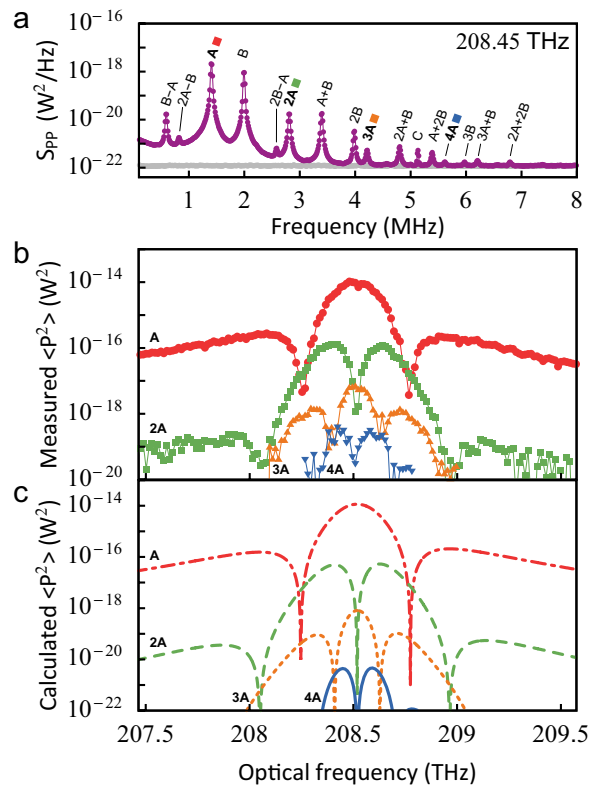 a
S_PP (W²/Hz)
10⁻¹⁶
10⁻¹⁸
10⁻²⁰
10⁻²²
208.45 THz
B−A
2A−B
A
B
2B−A
2A
A+B
2B
3A
2A+B
C
A+2B
4A
3B
3A+B
2A+2B
1 2 3 4 5 6 7 8
Frequency (MHz)
b
Measured <P²> (W²)
10⁻¹⁴
10⁻¹⁶
10⁻¹⁸
10⁻²⁰
A
2A
3A
4A
c
Calculated <P²> (W²)
10⁻¹⁴
10⁻¹⁶
10⁻¹⁸
10⁻²⁰
10⁻²²
A
2A
3A
4A
207.5 208 208.5 209 209.5
Optical frequency (THz)